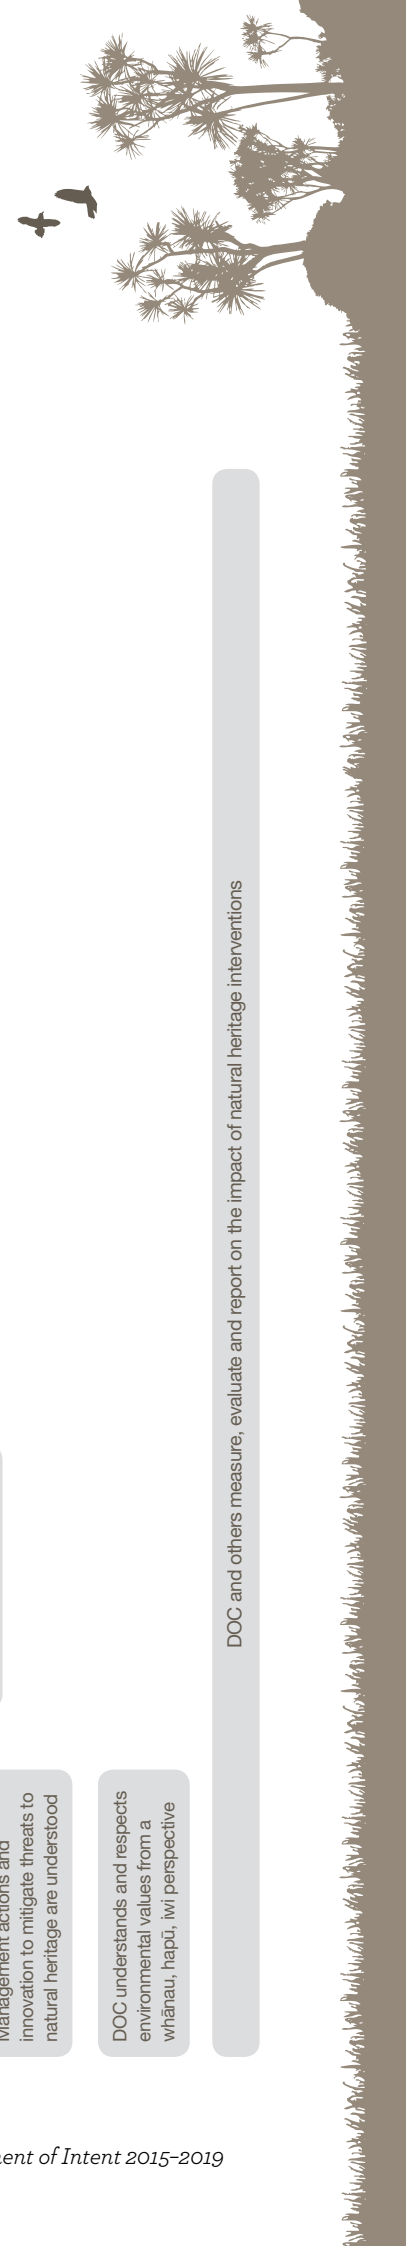 Management actions and
innovation to mitigate threats to
natural heritage are understood
DOC understands and respects
environmental values from a
whānau, hapū, iwi perspective
DOC and others measure, evaluate and report on the impact of natural heritage interventions
of Intent 2015–2019